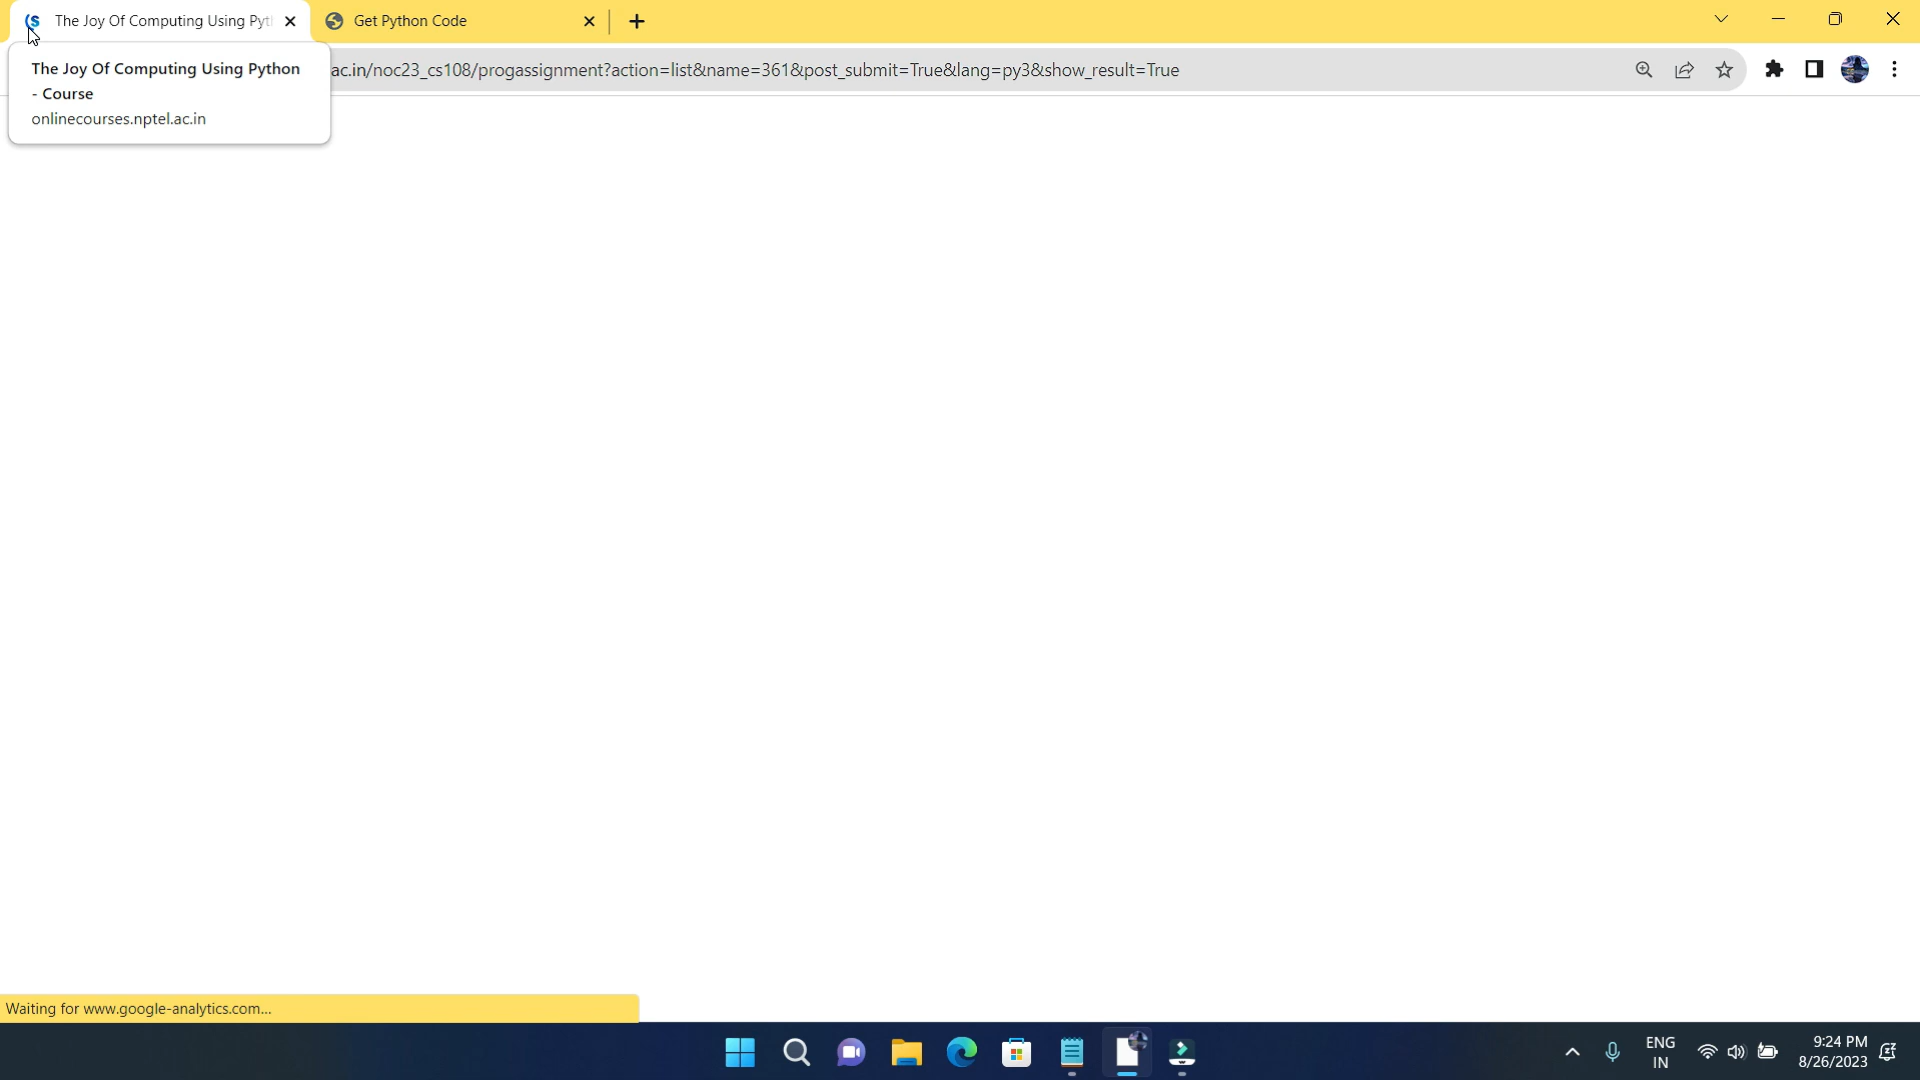 The Joy Of Computing Using Pyt
Get Python Code
The Joy Of Computing Using Python
- Course
onlinecourses.nptel.ac.in
ac.in/noc23_cs108/progassignment?action=list&name=361&post_submit=True&lang=py3&show_result=True
Waiting for www.google-analytics.com...
ENG
IN
9:24 PM
8/26/2023